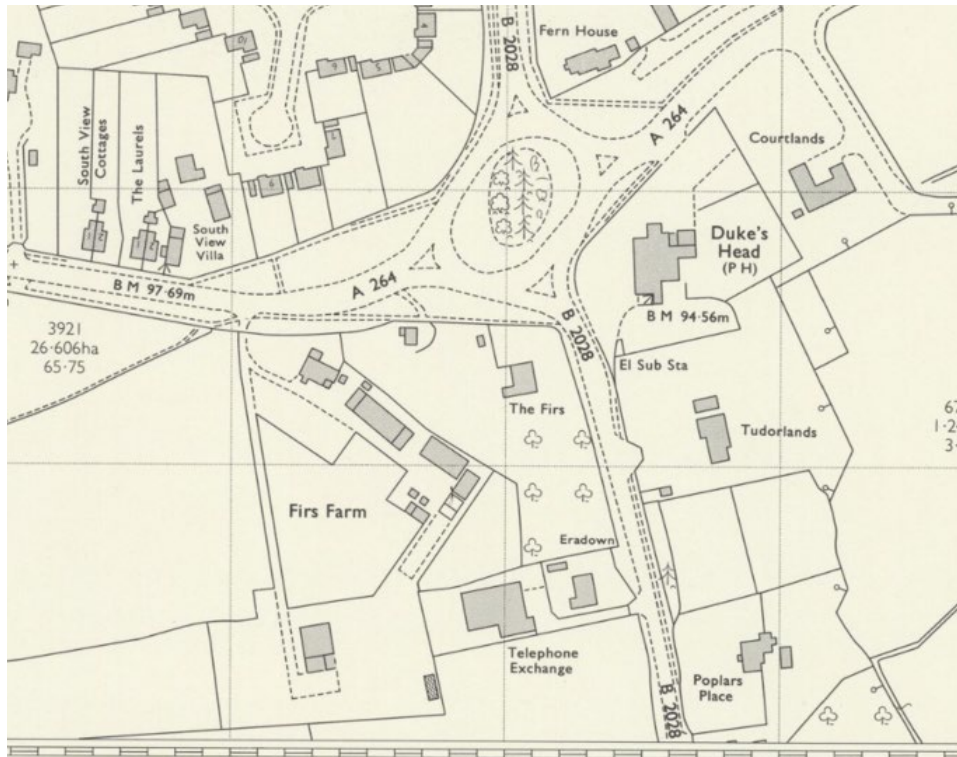 B 2028
Fern House
A 264
Courtlands
South View
Cottages
The Laurels
South
View
Villa
Duke's
Head
(P H)
B M 97·69m
A 264
B M 94·56m
3921
26·606ha
65·75
B 2028
El Sub Sta
The Firs
Tudorlands
Firs Farm
Eradown
Telephone
Exchange
Poplars
Place
B 2028